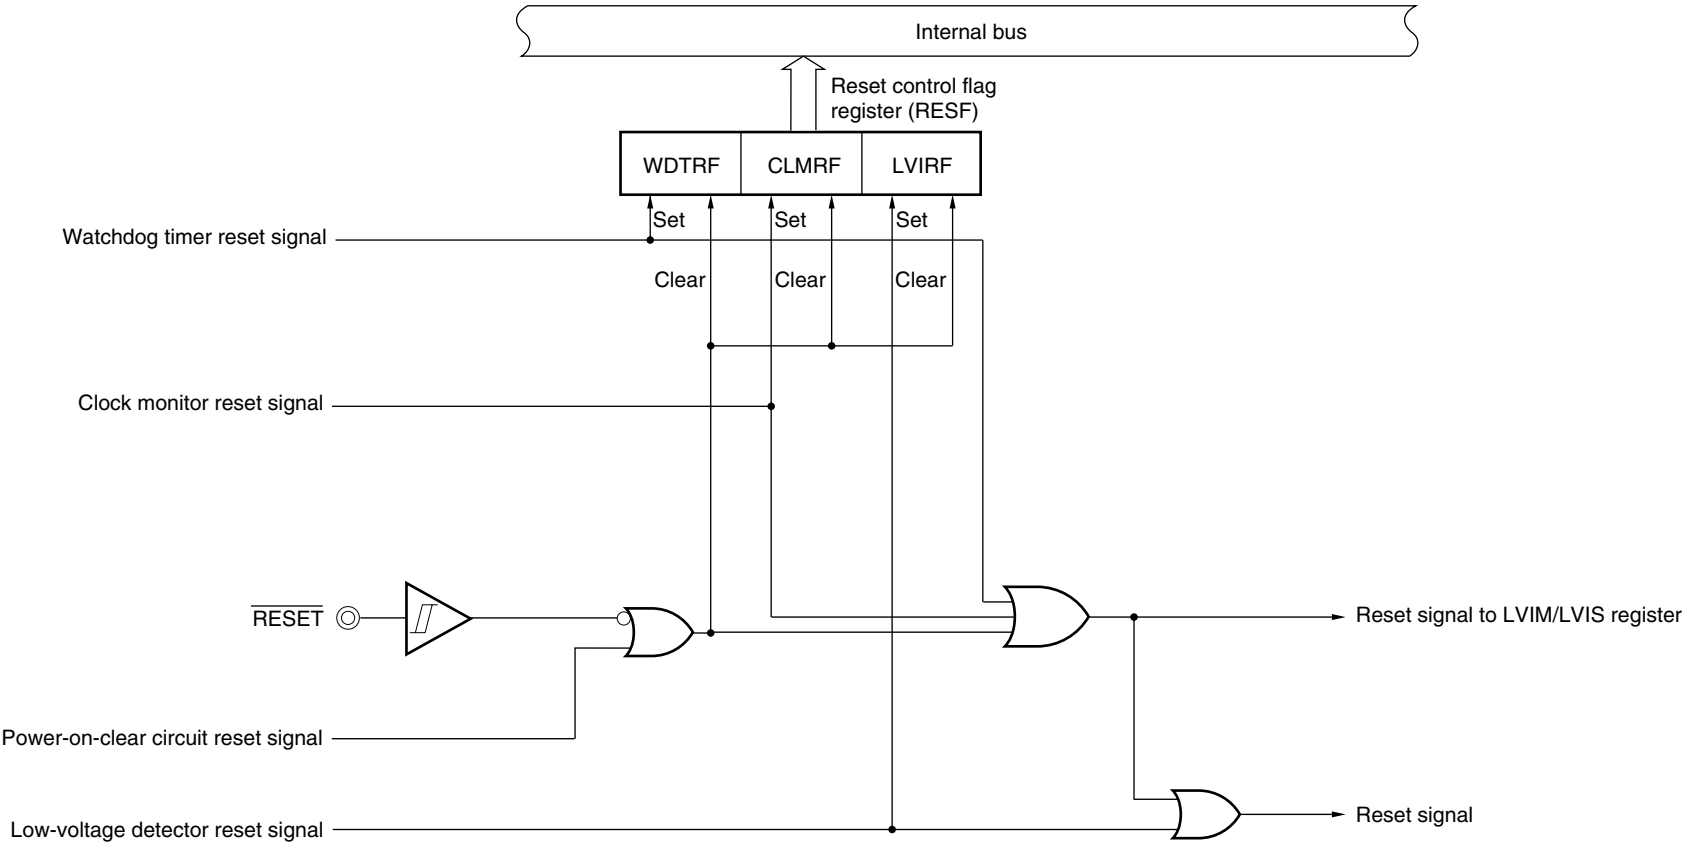 Internal bus
Reset control flag
register (RESF)
WDTRF
CLMRF
LVIRF
Set
Set
Set
Watchdog timer reset signal
Clear
Clear
Clear
Clock monitor reset signal
RESET
Reset signal to LVIM/LVIS register
Power-on-clear circuit reset signal
Reset signal
Low-voltage detector reset signal